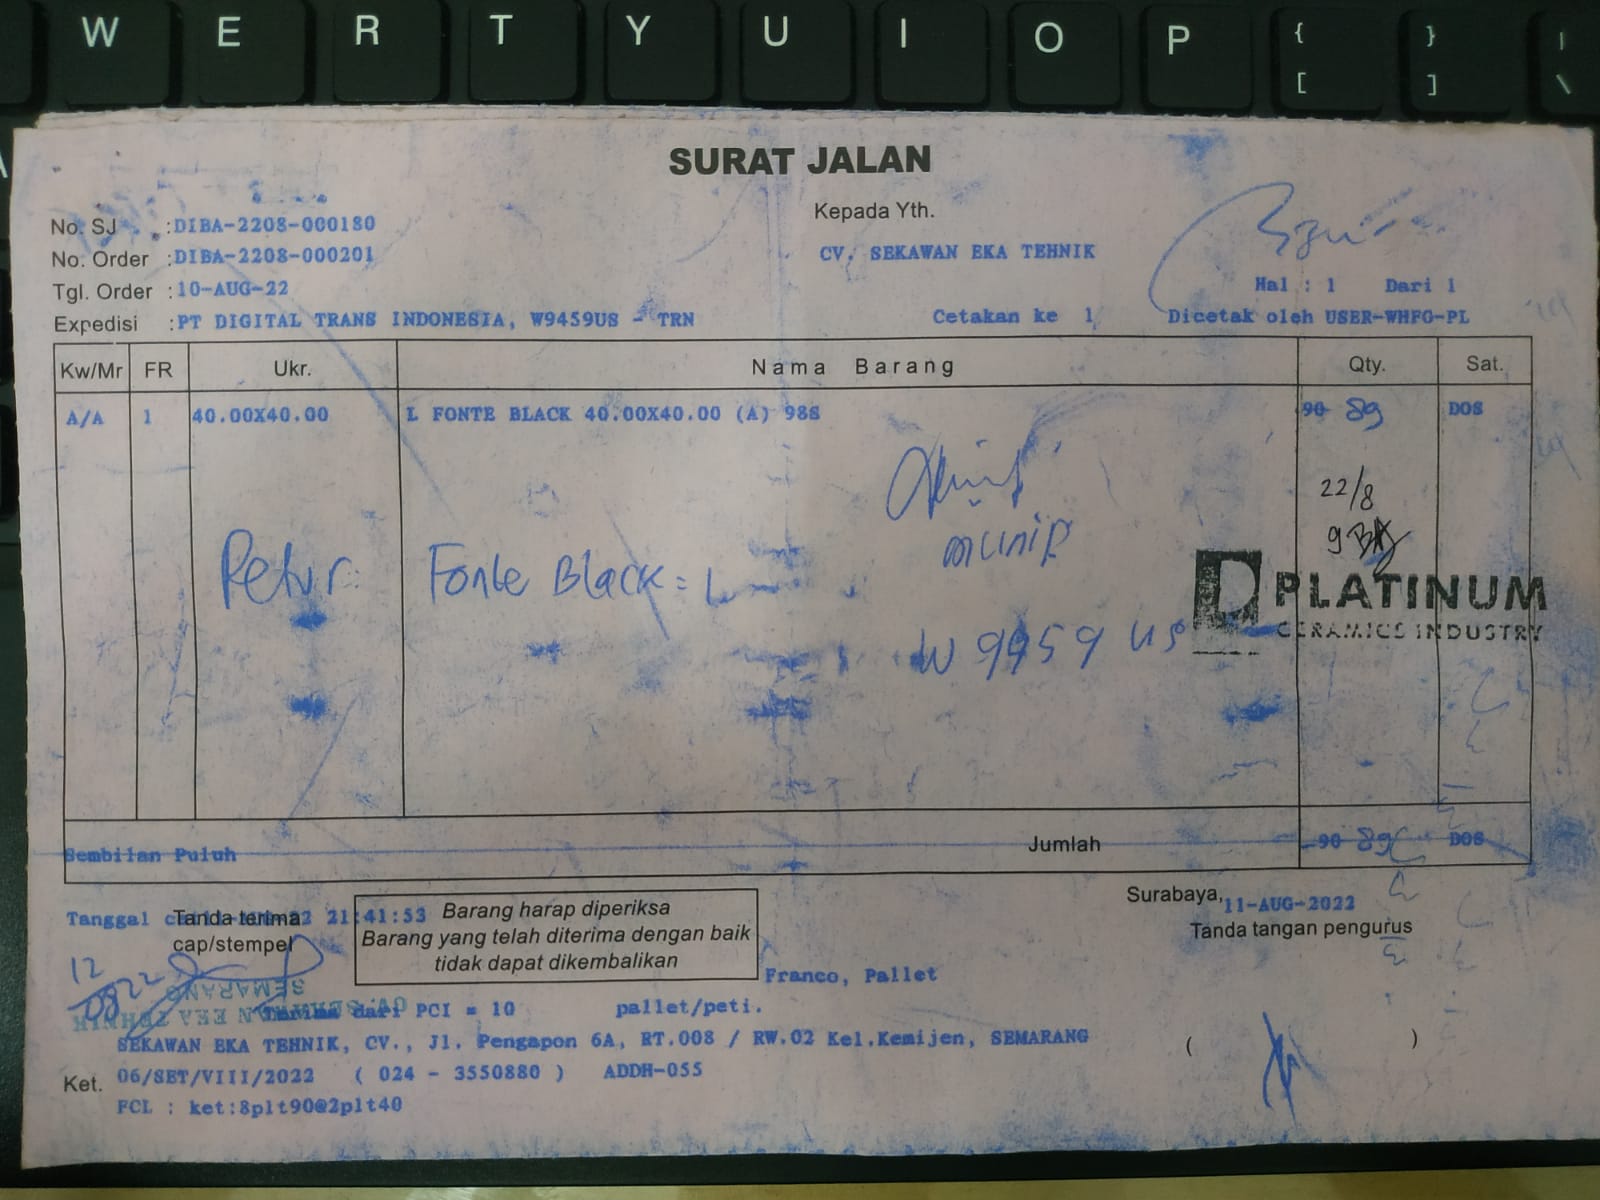 W E R T Y U I O P { [ } ] | \
SURAT JALAN
No. SJ : DIBA-2208-000180
No. Order : DIBA-2208-000201
Tgl. Order : 10-AUG-22
Expedisi : PT DIGITAL TRANS INDONESIA, W9459US - TRN
Kepada Yth.
CV. SEKAWAN EKA TEHNIK
Hal : 1 Dari 1
Cetakan ke 1 Dicetak oleh USER-WHFG-PL
Kw/Mr FR Ukr. Nama Barang Qty. Sat.
A/A 1 40.00X40.00 L FONTE BLACK 40.00X40.00 (A) 98S 90 89 DOS
22/8
munip
Retur: Fonte Black = L
PLATINUM
CERAMICS INDUSTRY
W 9459 US
Sembilan Puluh Jumlah 90 89 DOS
Surabaya, 11-AUG-2022
Tanda tangan pengurus
Tanggal 22 21:41:53
Tanda terima
cap/stempel
Barang harap diperiksa
Barang yang telah diterima dengan baik
tidak dapat dikembalikan
12
08 22
SEMARANG
CV. SEKAWAN EKA TEHNIK
Franco, Pallet
dari PCI = 10 pallet/peti.
SEKAWAN EKA TEHNIK, CV., Jl. Pengapon 6A, RT.008 / RW.02 Kel.Kemijen, SEMARANG
( )
Ket. 06/SET/VIII/2022 ( 024 - 3550880 ) ADDH-055
FCL : ket:8plt90@2plt40